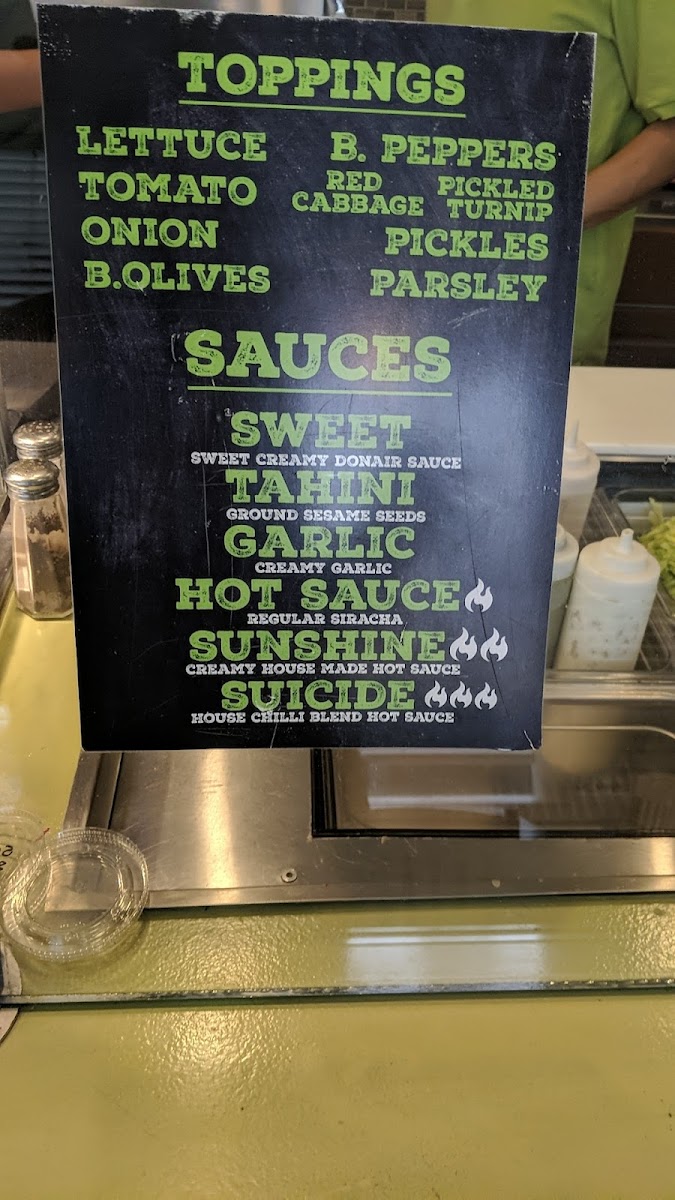 TOPPINGS
LETTUCE B. PEPPERS
TOMATO RED CABBAGE PICKLED TURNIP
ONION PICKLES
B.OLIVES PARSLEY
SAUCES
SWEET
SWEET CREAMY DONAIR SAUCE
TAHINI
GROUND SESAME SEEDS
GARLIC
CREAMY GARLIC
HOT SAUCE
REGULAR SIRACHA
SUNSHINE
CREAMY HOUSE MADE HOT SAUCE
SUICIDE
HOUSE CHILLI BLEND HOT SAUCE